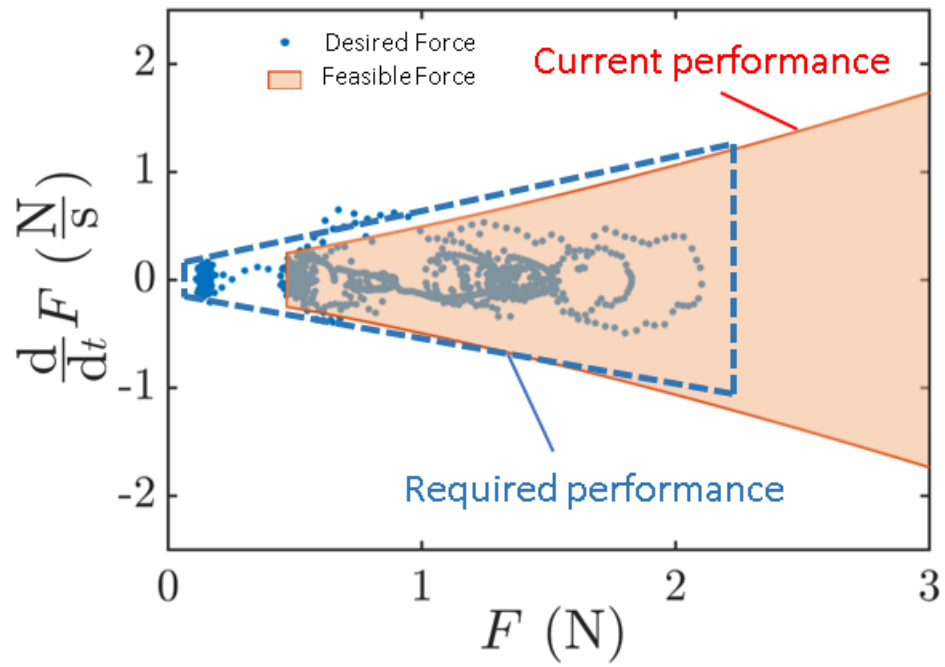 Desired Force
Feasible Force
Current performance
Required performance
2
1
0
-1
-2
d/dt F (N/s)
0 1 2 3
F (N)